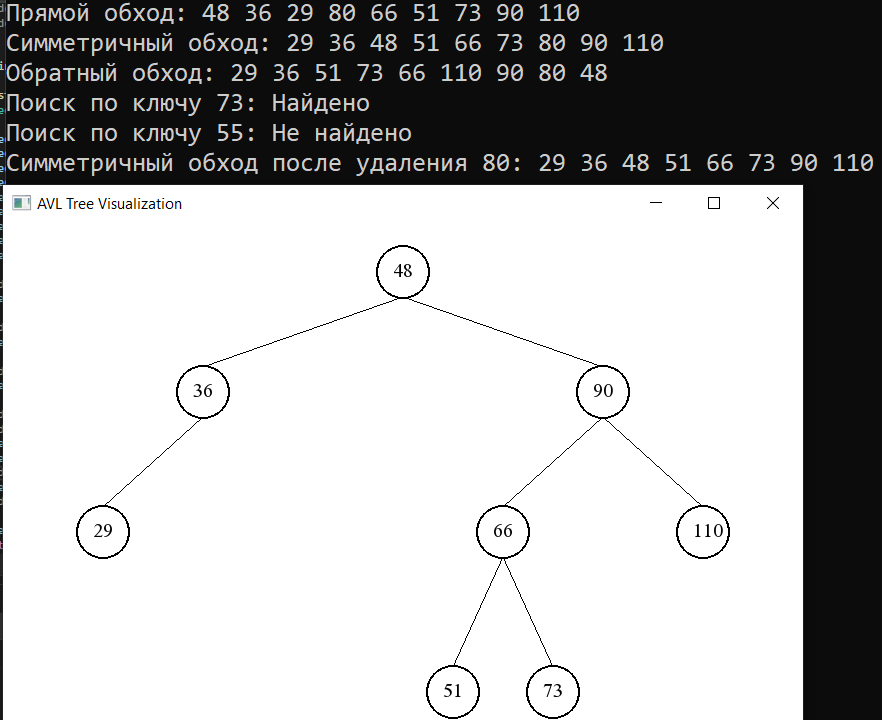 Прямой обход: 48 36 29 80 66 51 73 90 110
Симметричный обход: 29 36 48 51 66 73 80 90 110
Обратный обход: 29 36 51 73 66 110 90 80 48
Поиск по ключу 73: Найдено
Поиск по ключу 55: Не найдено
Симметричный обход после удаления 80: 29 36 48 51 66 73 90 110
AVL Tree Visualization
48
36 90
29 66 110
51 73